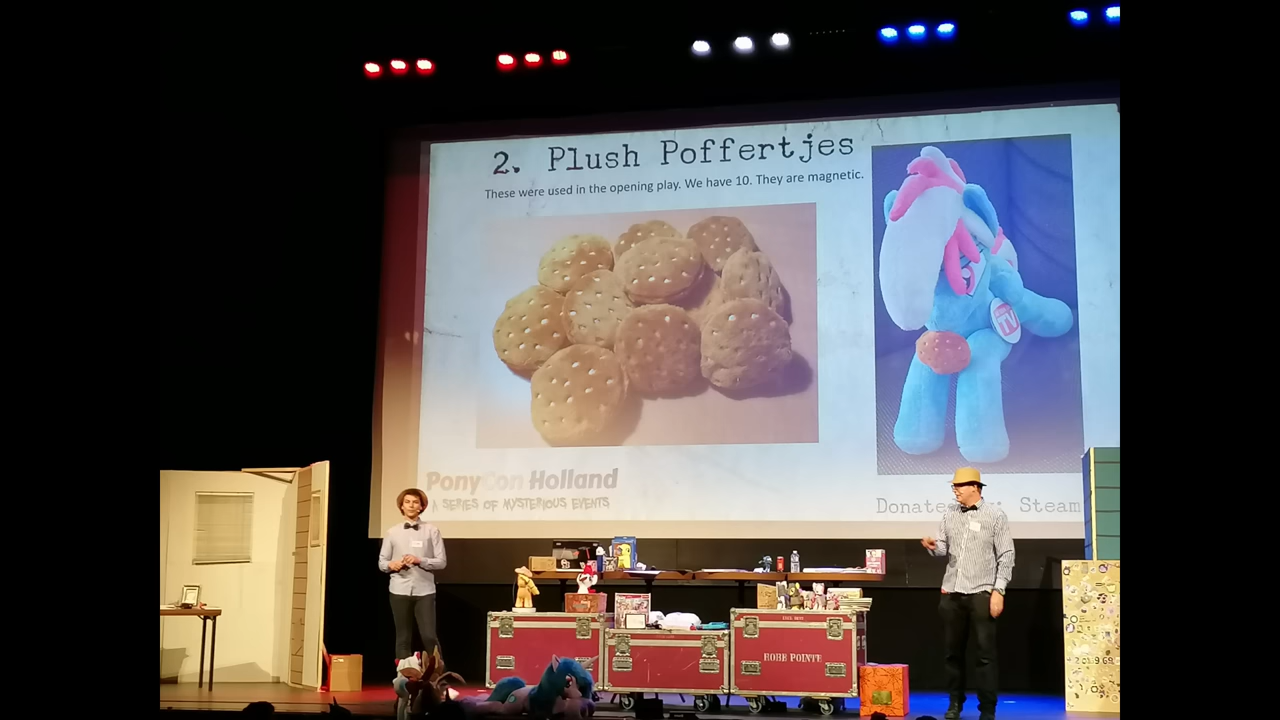 2. Plush Poffertjes
These were used in the opening play. We have 10. They are magnetic.
TV
PonyCon Holland
A SERIES OF MYSTERIOUS EVENTS
Steam
ROBE POINTE